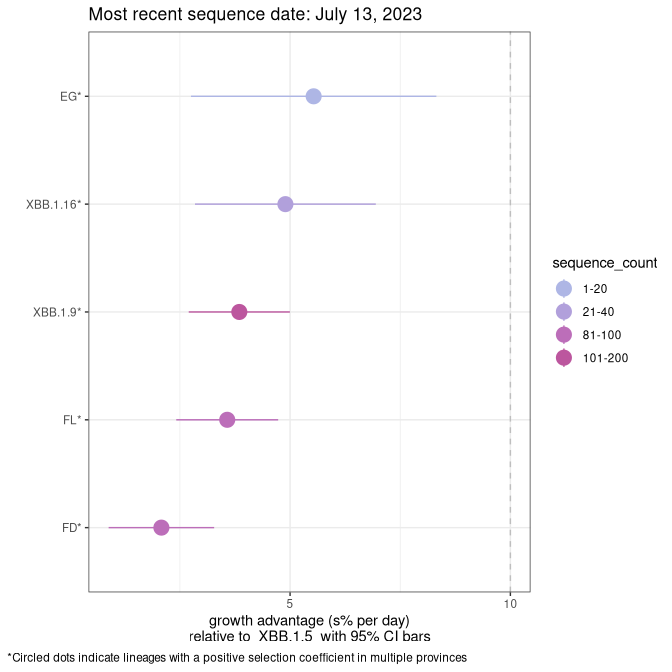 Most recent sequence date: July 13, 2023
EG*
XBB.1.16*
XBB.1.9*
FL*
FD*
5
10
growth advantage (s% per day)
relative to  XBB.1.5  with 95% CI bars
sequence_count
1-20
21-40
81-100
101-200
*Circled dots indicate lineages with a positive selection coefficient in multiple provinces